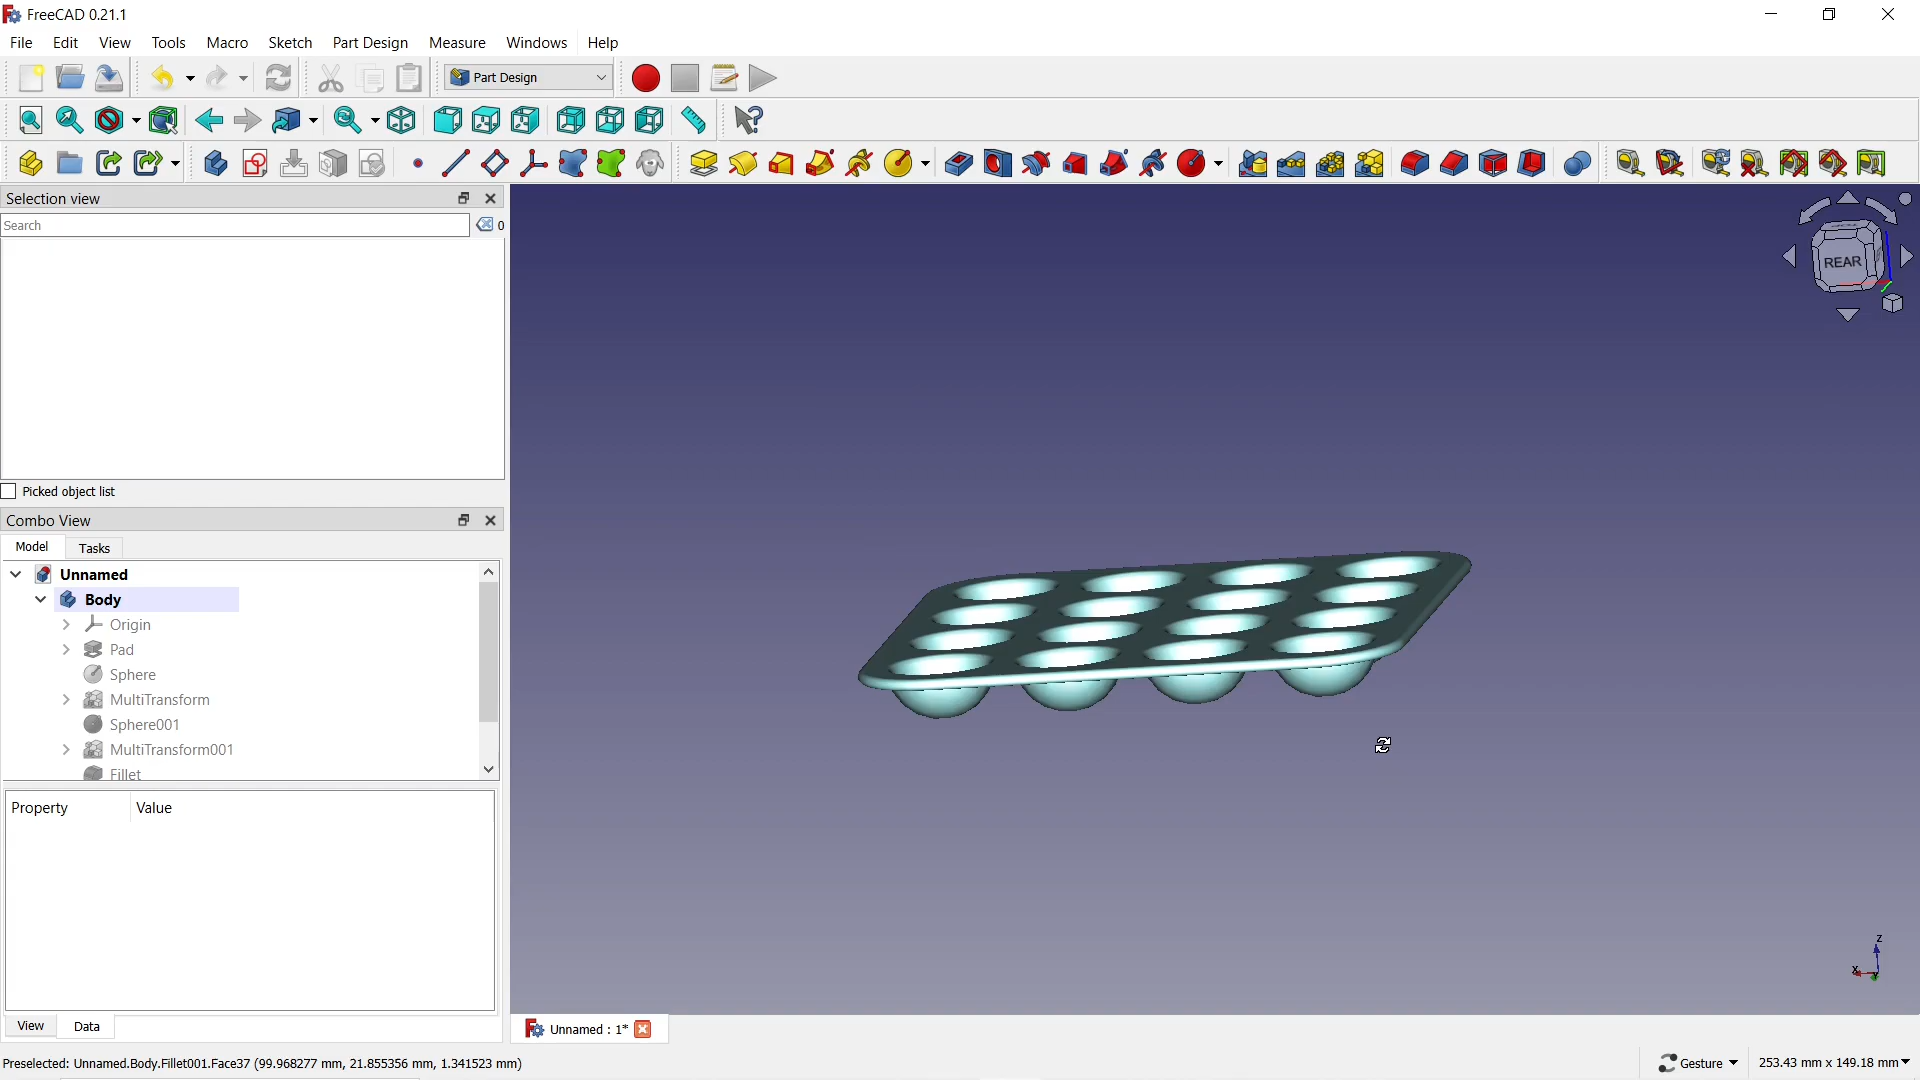 FreeCAD 0.21.1
File Edit View Tools Macro Sketch Part Design Measure Windows Help
Part Design
Selection view
Search
0
Picked object list
Combo View
Model Tasks
Unnamed
Body
Origin
Pad
Sphere
MultiTransform
Sphere001
MultiTransform001
Fillet
Property Value
View Data
REAR
Z
X
Unnamed : 1*
Preselected: Unnamed.Body.Fillet001.Face37 (99.968277 mm, 21.855356 mm, 1.341523 mm)
Gesture
253.43 mm x 149.18 mm